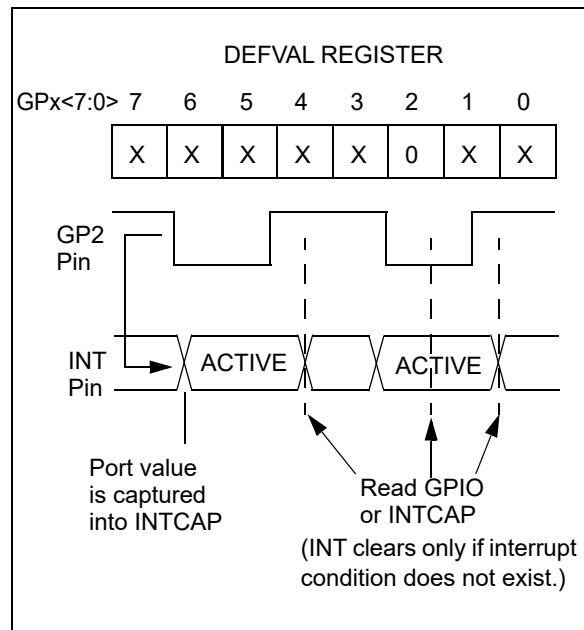 DEFVAL REGISTER
GPx<7:0> 7 6 5 4 3 2 1 0
X X X X X 0 X X
GP2
Pin
INT
Pin
ACTIVE
ACTIVE
Port value
is captured
into INTCAP
Read GPIO
or INTCAP
(INT clears only if interrupt
condition does not exist.)